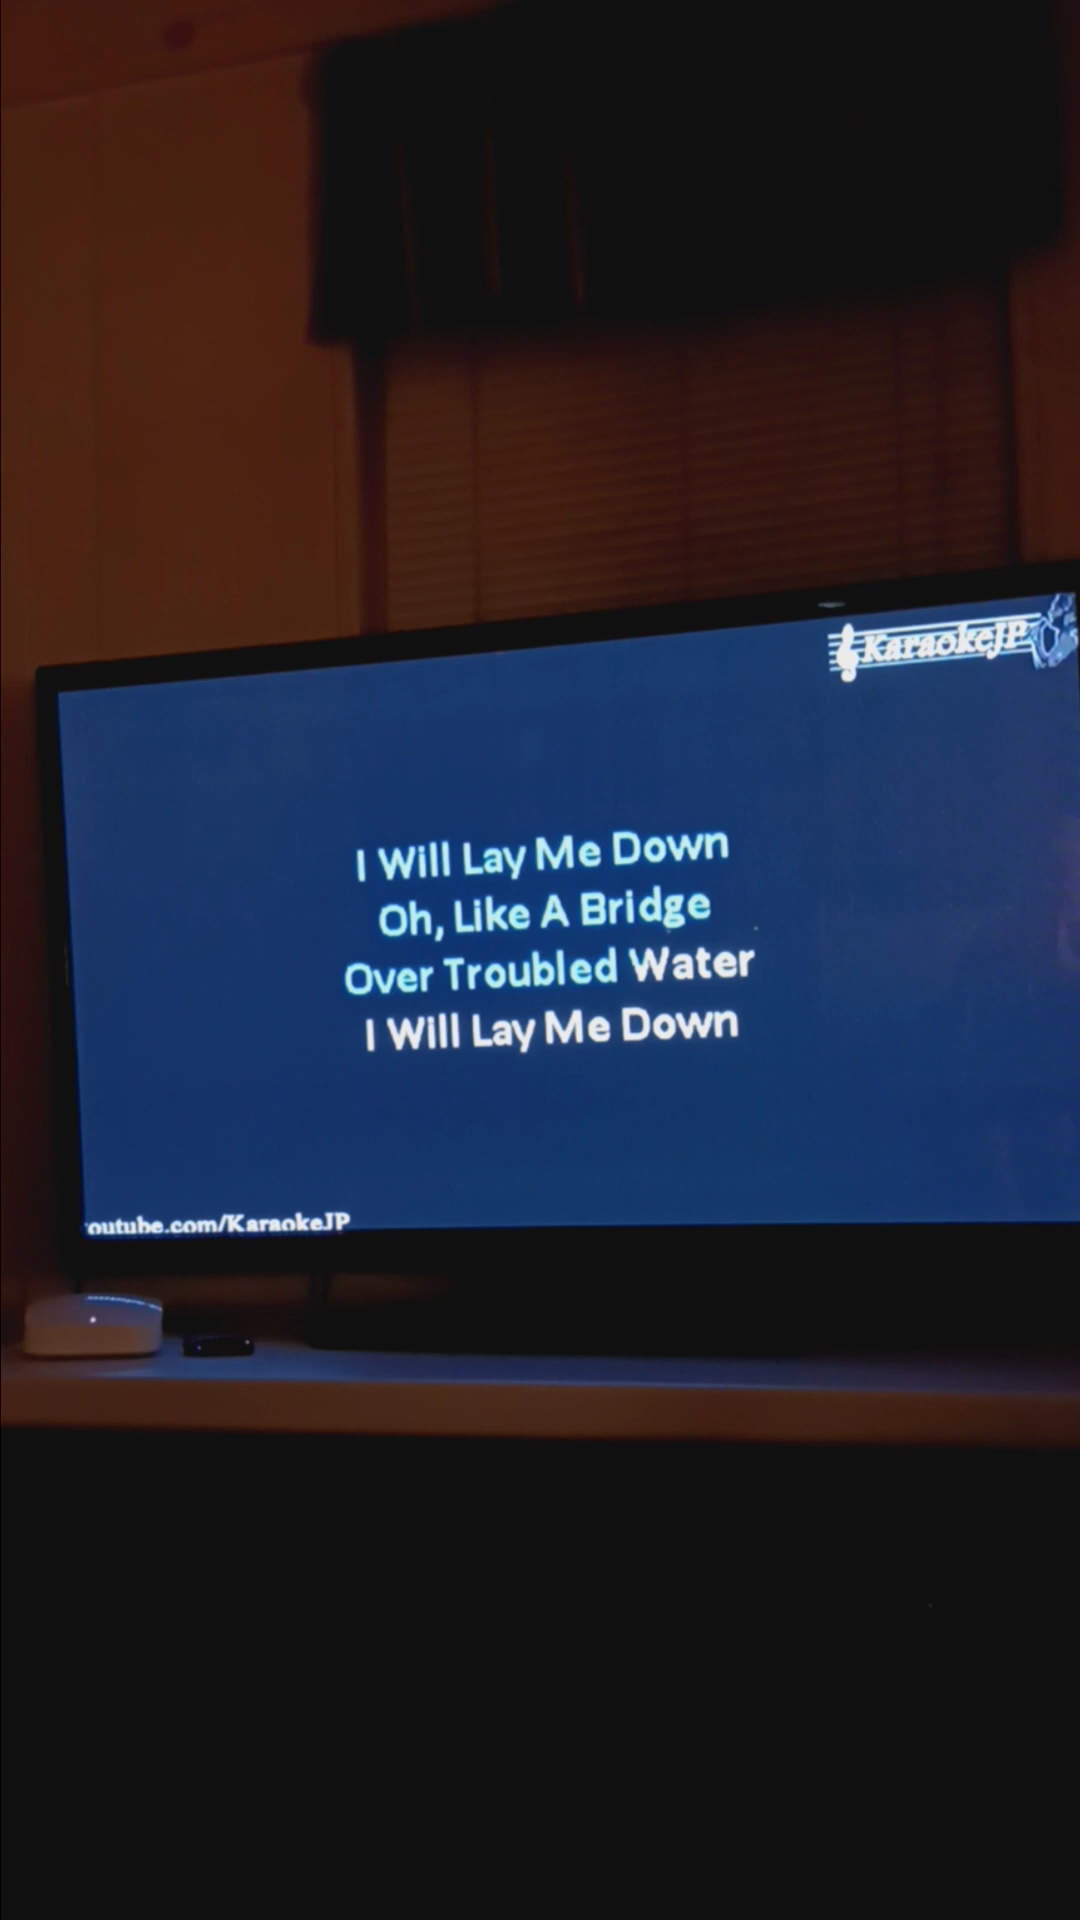 KaraokeJP
I Will Lay Me Down
Oh, Like A Bridge
Over Troubled Water
I Will Lay Me Down
outube.com/KaraokeJP